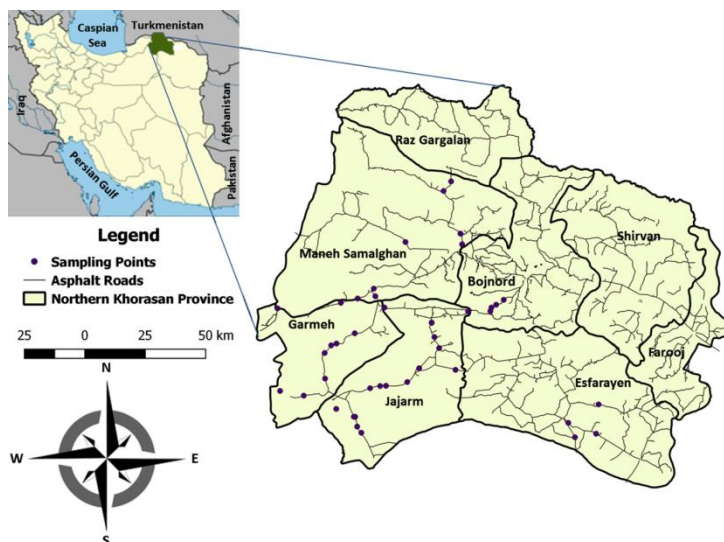 Caspian
Sea
Turkmenistan
Iraq
Afghanistan
Pakistan
Persian Gulf
Legend
Sampling Points
Asphalt Roads
Northern Khorasan Province
25 0 25 50 km
N
W E
S
Raz Gargalan
Maneh Samalghan
Bojnord
Shirvan
Garmeh
Jajarm
Esfarayen
Farooj